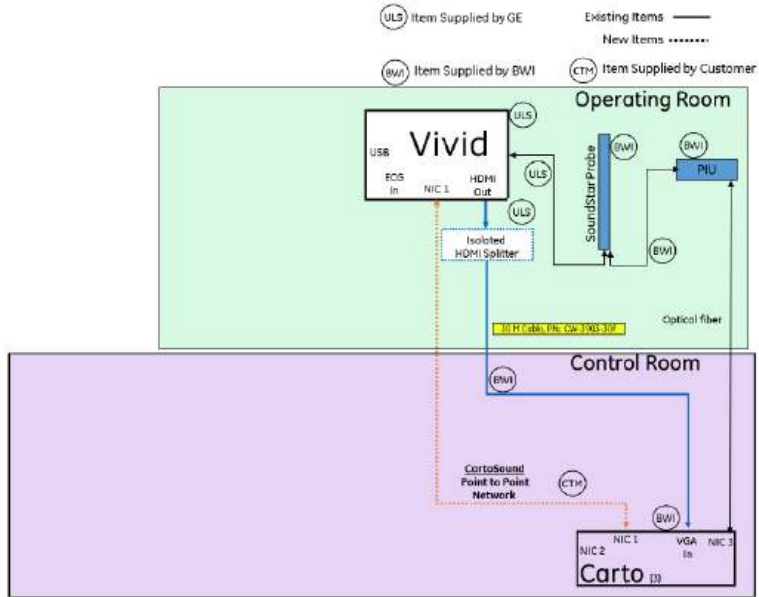 ULS Item Supplied by GE
Existing Items
New Items
BWI Item Supplied by BWI
CTM Item Supplied by Customer
Operating Room
ULS
Vivid
USB
ECG
In
NIC 1
HDMI
Out
ULS
ULS
Isolated
HDMI Splitter
SoundStar Probe
BWI
BWI
PIU
BWI
Optical fiber
30 M Cable, PN: CW-3903-30F
Control Room
BWI
CartoSound
Point to Point
Network
CTM
BWI
NIC 1
VGA
In
NIC 3
NIC 2
Carto (3)